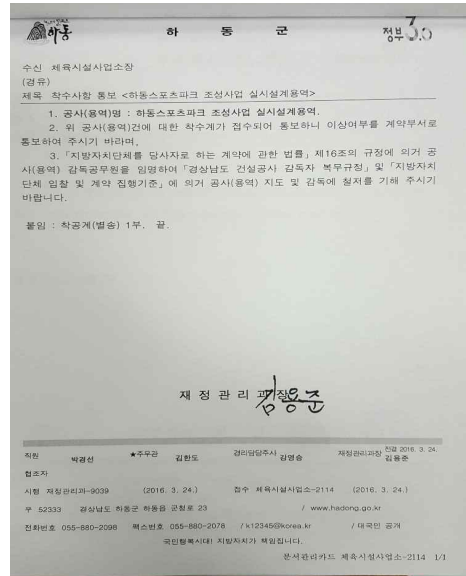 하동
하 동 군
정부3.0
수신 체육시설사업소장
(경유)
제목 착수사항 통보 <하동스포츠파크 조성사업 실시설계용역>
1. 공사(용역)명 : 하동스포츠파크 조성사업 실시설계용역.
2. 위 공사(용역)건에 대한 착수계가 접수되어 통보하니 이상여부를 계약부서로
통보하여 주시기 바라며,
3.「지방자치단체를 당사자로 하는 계약에 관한 법률」제16조의 규정에 의거 공
사(용역) 감독공무원을 임명하여「경상남도 건설공사 감독자 복무규정」및「지방자치
단체 입찰 및 계약 집행기준」에 의거 공사(용역) 지도 및 감독에 철저를 기해 주시기
바랍니다.
붙임 : 착공계(별송) 1부. 끝.
재 정 관 리 과 장 김용준
직원 박경선 ★주무관 김한도 경리담당주사 강영승 재정관리과장 전결 2016. 3. 24. 김용준
협조자
시행 재정관리과-9039 (2016. 3. 24.) 접수 체육시설사업소-2114 (2016. 3. 24.)
우 52333 경상남도 하동군 하동읍 군청로 23 / www.hadong.go.kr
전화번호 055-880-2098 팩스번호 055-880-2078 / k12345@korea.kr / 대국민 공개
국민행복시대! 지방자치가 책임집니다.
문서관리카드 체육시설사업소-2114 1/1